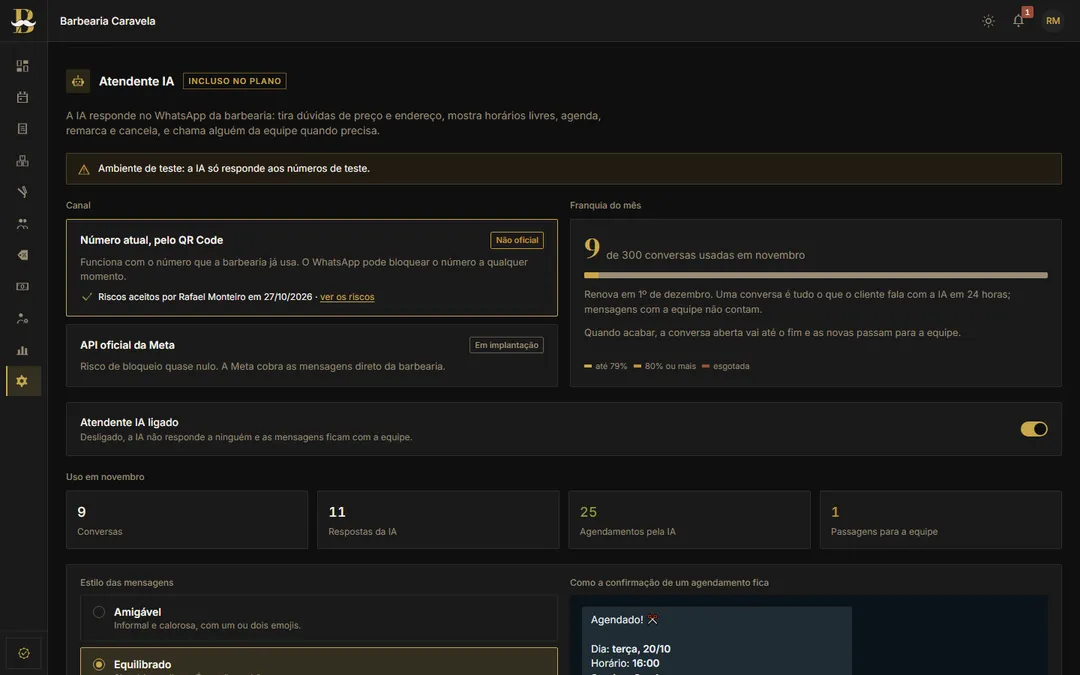 B
Barbearia Caravela
1
RM
Atendente IA
INCLUSO NO PLANO
A IA responde no WhatsApp da barbearia: tira dúvidas de preço e endereço, mostra horários livres, agenda,
remarca e cancela, e chama alguém da equipe quando precisa.
Ambiente de teste: a IA só responde aos números de teste.
Canal
Número atual, pelo QR Code
Não oficial
Funciona com o número que a barbearia já usa. O WhatsApp pode bloquear o número a qualquer
momento.
Riscos aceitos por Rafael Monteiro em 27/10/2026 · ver os riscos
API oficial da Meta
Em implantação
Risco de bloqueio quase nulo. A Meta cobra as mensagens direto da barbearia.
Franquia do mês
9 de 300 conversas usadas em novembro
Renova em 1º de dezembro. Uma conversa é tudo o que o cliente fala com a IA em 24 horas;
mensagens com a equipe não contam.
Quando acabar, a conversa aberta vai até o fim e as novas passam para a equipe.
até 79% 80% ou mais esgotada
Atendente IA ligado
Desligado, a IA não responde a ninguém e as mensagens ficam com a equipe.
Uso em novembro
9
Conversas
11
Respostas da IA
25
Agendamentos pela IA
1
Passagens para a equipe
Estilo das mensagens
Amigável
Informal e calorosa, com um ou dois emojis.
Equilibrado
Como a confirmação de um agendamento fica
Agendado!
Dia: terça, 20/10
Horário: 16:00